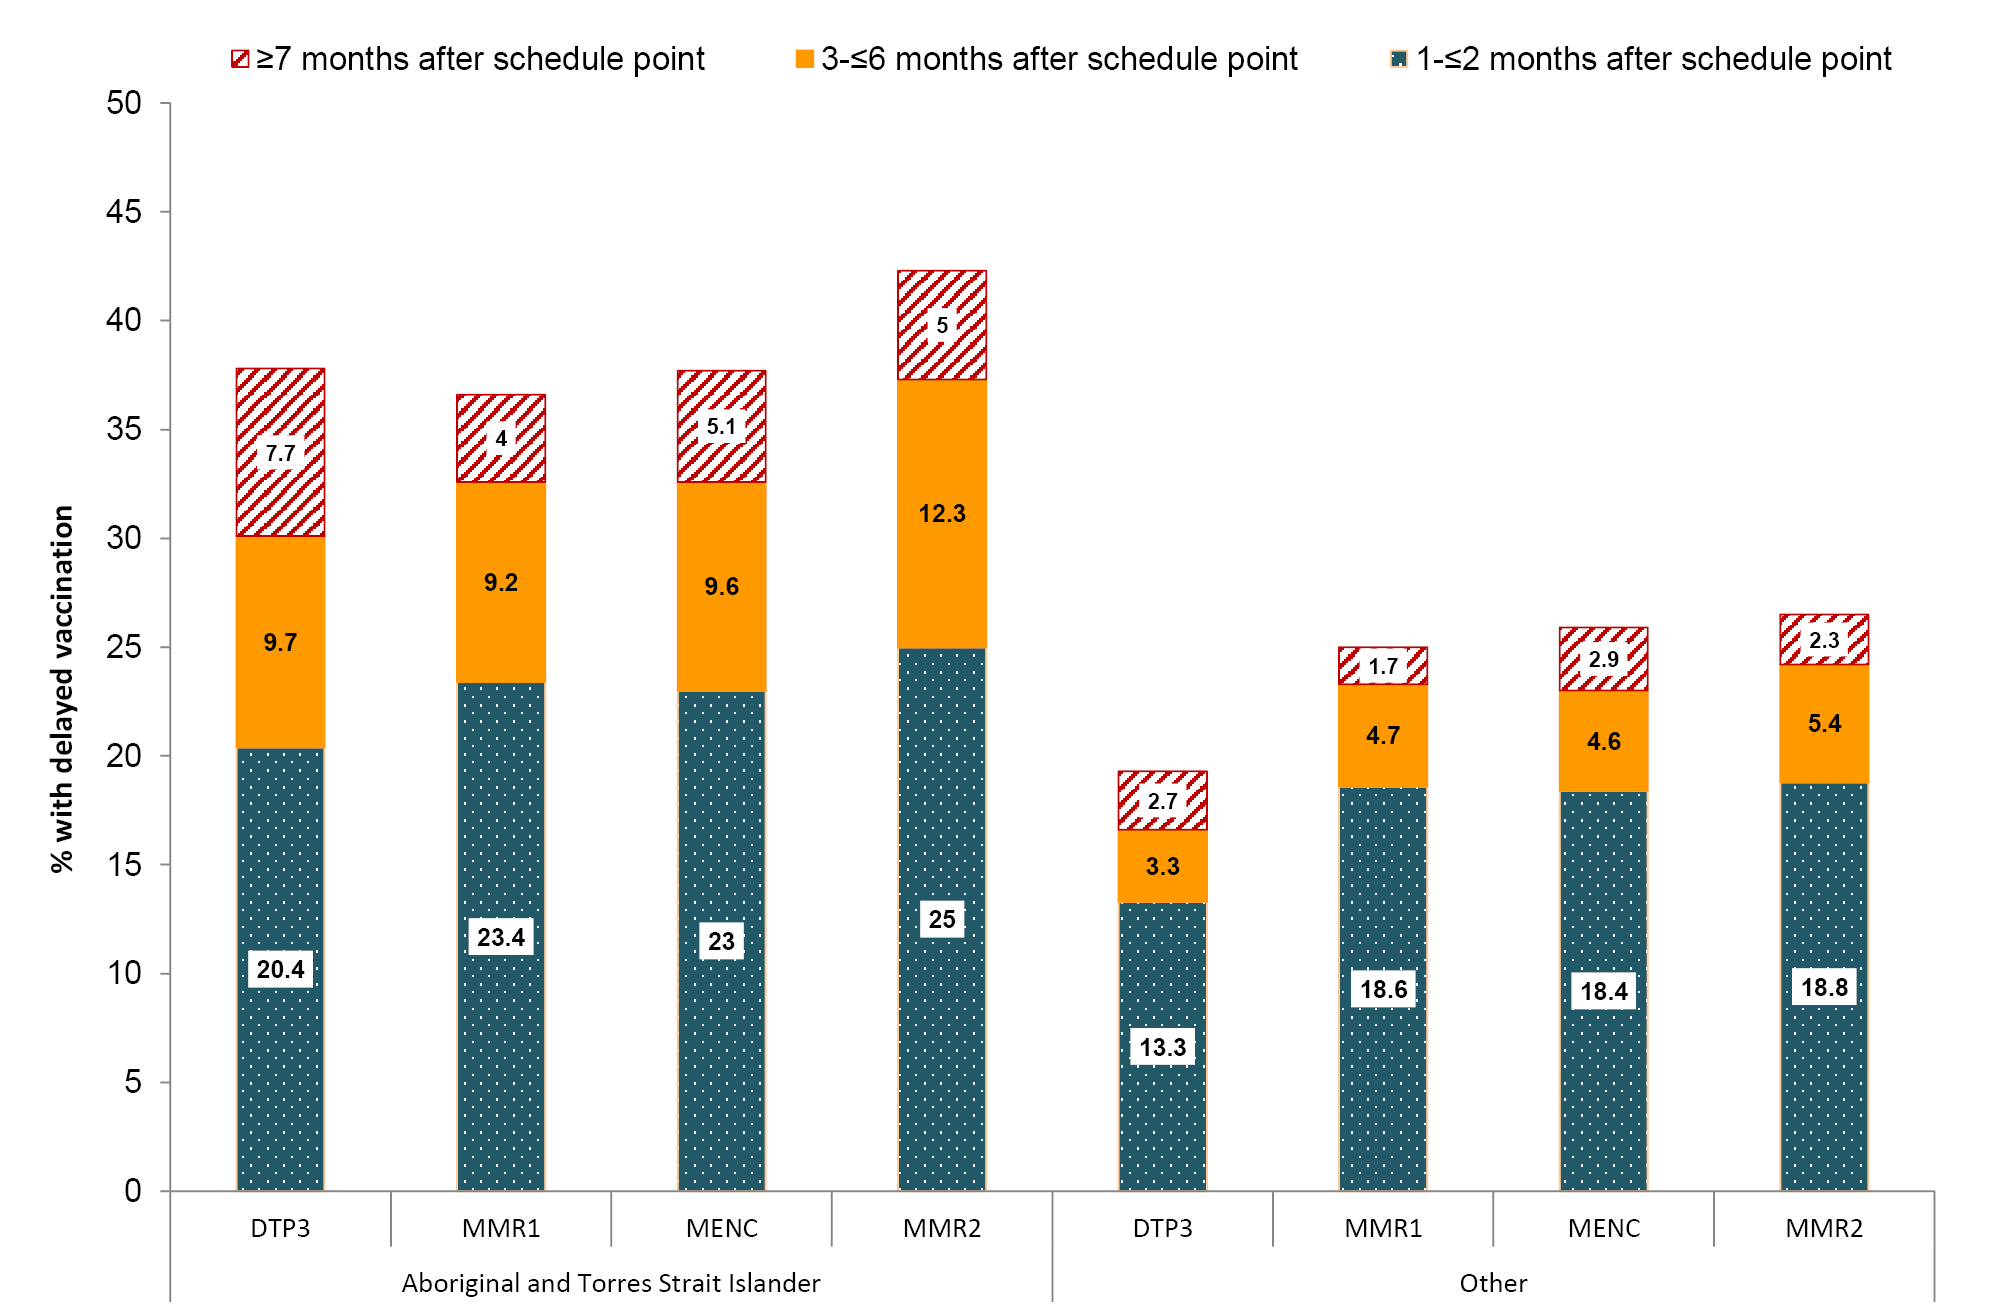 ≥7 months after schedule point 3-≤6 months after schedule point 1-≤2 months after schedule point
50
45
40
35
30
25
20
15
10
5
0
% with delayed vaccination
7.7 4 5.1 5 2.7 1.7 2.9 2.3
9.7 9.2 9.6 12.3 3.3 4.7 4.6 5.4
20.4 23.4 23 25 13.3 18.6 18.4 18.8
DTP3 MMR1 MENC MMR2 DTP3 MMR1 MENC MMR2
Aboriginal and Torres Strait Islander Other